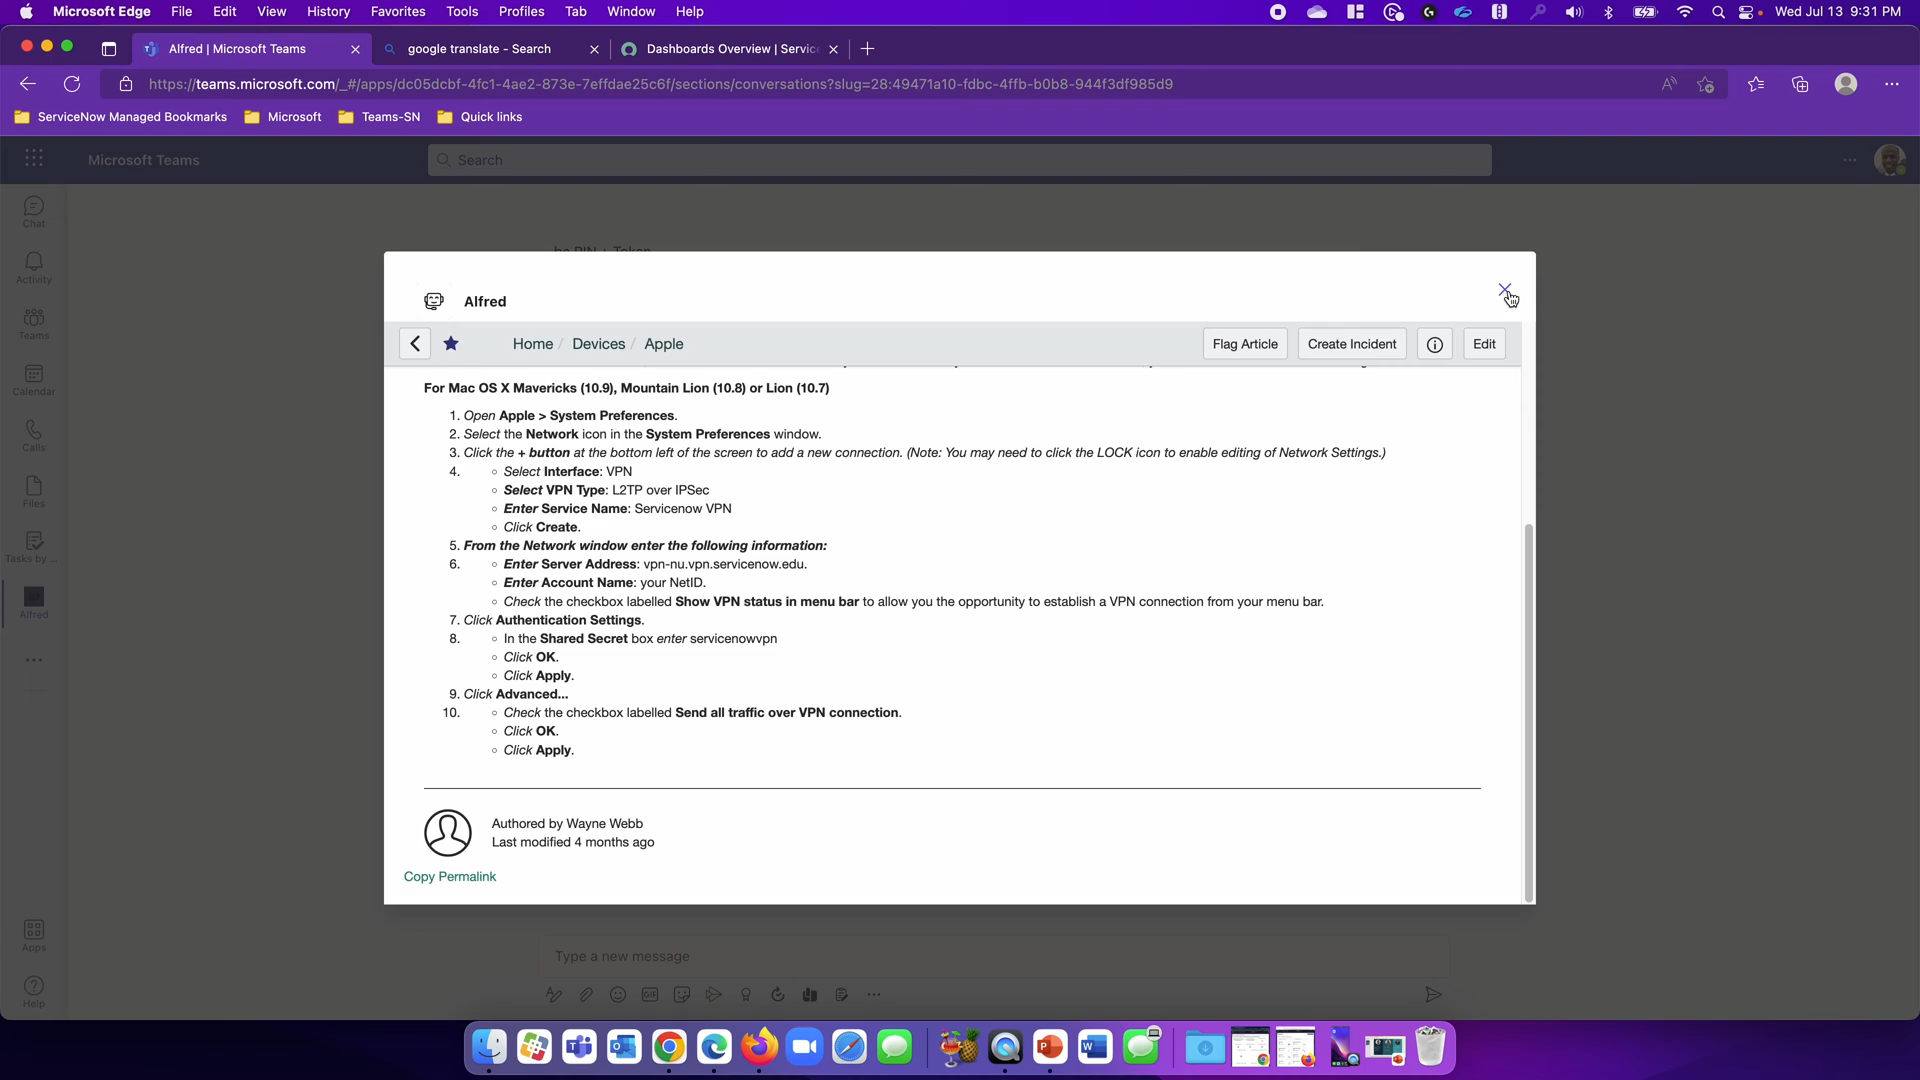 Microsoft Edge File Edit View History Favorites Tools Profiles Tab Window Help Wed Jul 13 9:31 PM
Alfred | Microsoft Teams google translate - Search Dashboards Overview | Servic
https://teams.microsoft.com/_#/apps/dc05dcbf-4fc1-4ae2-873e-7effdae25c6f/sections/conversations?slug=28:49471a10-fdbc-4ffb-b0b8-944f3df985d9
ServiceNow Managed Bookmarks Microsoft Teams-SN Quick links
Microsoft Teams Search
Chat
Activity
Teams
Calendar
Calls
Files
Tasks by ...
Alfred
Apps
Help
Alfred
Home / Devices / Apple Flag Article Create Incident Edit
For Mac OS X Mavericks (10.9), Mountain Lion (10.8) or Lion (10.7)
1. Open Apple > System Preferences.
2. Select the Network icon in the System Preferences window.
3. Click the + button at the bottom left of the screen to add a new connection. (Note: You may need to click the LOCK icon to enable editing of Network Settings.)
4. ◦ Select Interface: VPN
◦ Select VPN Type: L2TP over IPSec
◦ Enter Service Name: Servicenow VPN
◦ Click Create.
5. From the Network window enter the following information:
6. ◦ Enter Server Address: vpn-nu.vpn.servicenow.edu.
◦ Enter Account Name: your NetID.
◦ Check the checkbox labelled Show VPN status in menu bar to allow you the opportunity to establish a VPN connection from your menu bar.
7. Click Authentication Settings.
8. ◦ In the Shared Secret box enter servicenowvpn
◦ Click OK.
◦ Click Apply.
9. Click Advanced...
10. ◦ Check the checkbox labelled Send all traffic over VPN connection.
◦ Click OK.
◦ Click Apply.
Authored by Wayne Webb
Last modified 4 months ago
Copy Permalink
Type a new message
GIF